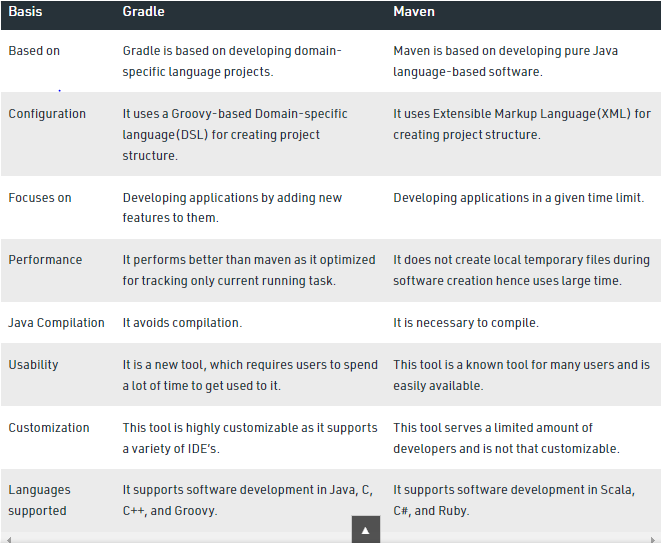 Basis Gradle Maven
Based on Gradle is based on developing domain- Maven is based on developing pure Java
specific language projects. language-based software.
Configuration It uses a Groovy-based Domain-specific It uses Extensible Markup Language(XML) for
language(DSL) for creating project creating project structure.
structure.
Focuses on Developing applications by adding new Developing applications in a given time limit.
features to them.
Performance It performs better than maven as it optimized It does not create local temporary files during
for tracking only current running task. software creation hence uses large time.
Java Compilation It avoids compilation. It is necessary to compile.
Usability It is a new tool, which requires users to spend This tool is a known tool for many users and is
a lot of time to get used to it. easily available.
Customization This tool is highly customizable as it supports This tool serves a limited amount of
a variety of IDE's. developers and is not that customizable.
Languages It supports software development in Java, C, It supports software development in Scala,
supported C++, and Groovy. C#, and Ruby.